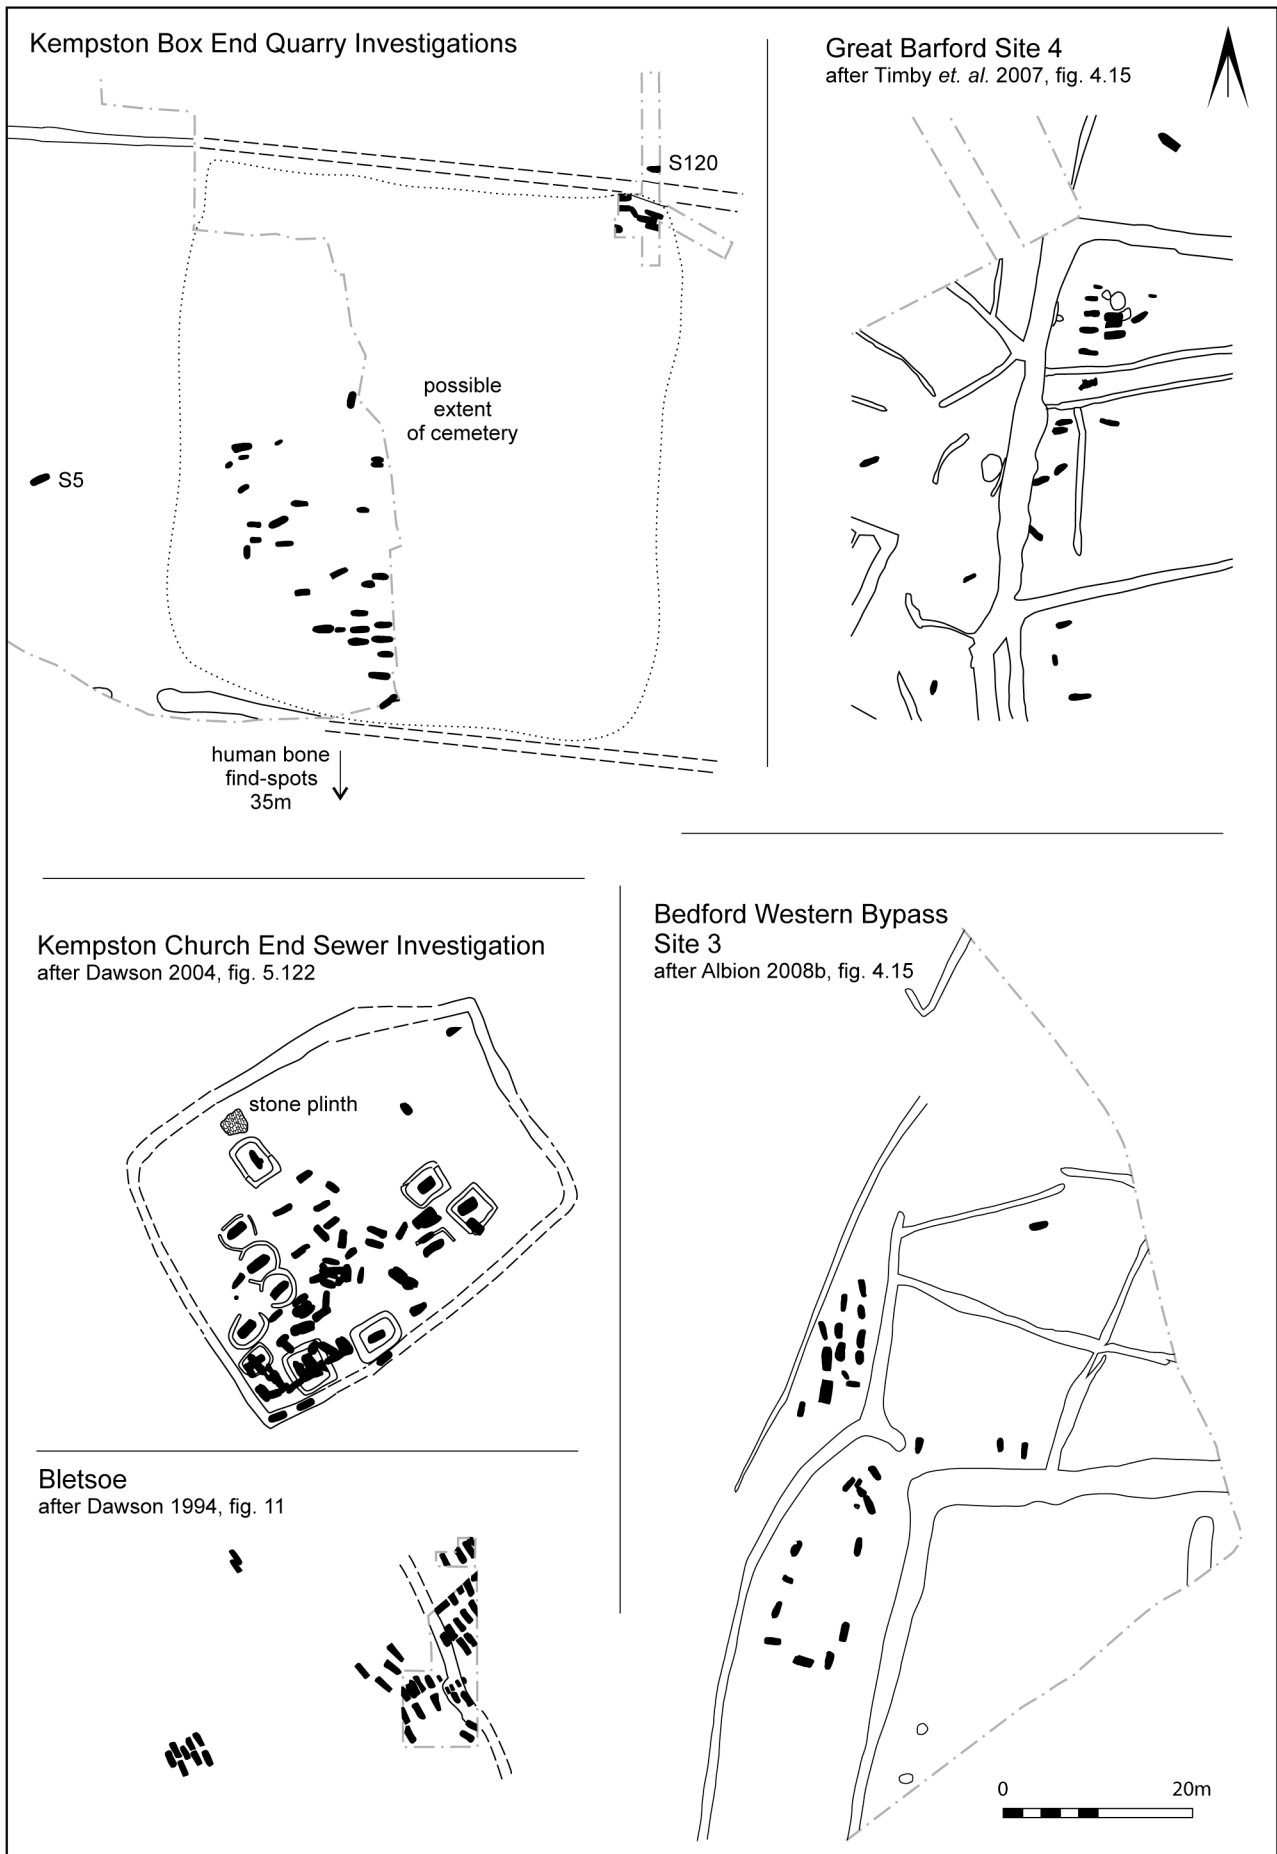 Kempston Box End Quarry Investigations
S120
possible
extent
of cemetery
S5
human bone
find-spots
35m
Great Barford Site 4
after Timby et. al. 2007, fig. 4.15
Kempston Church End Sewer Investigation
after Dawson 2004, fig. 5.122
stone plinth
Bletsoe
after Dawson 1994, fig. 11
Bedford Western Bypass
Site 3
after Albion 2008b, fig. 4.15
0 20m